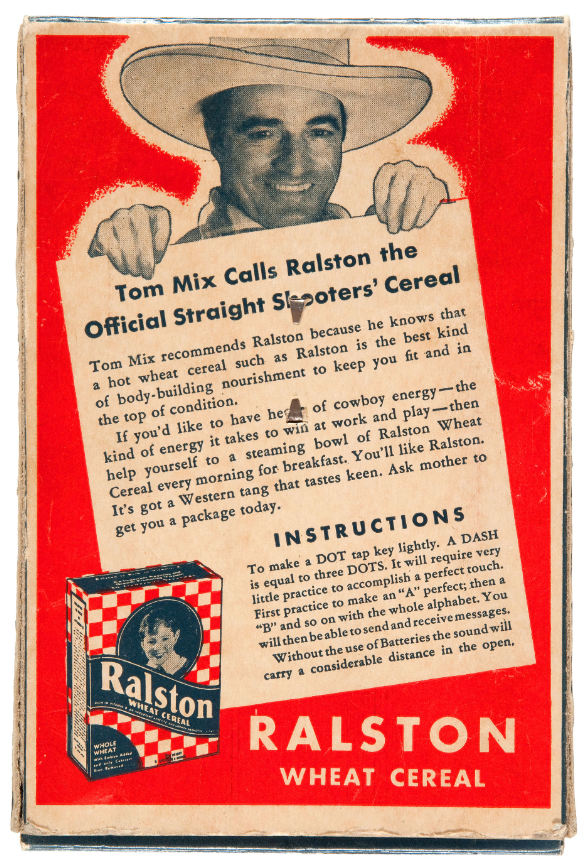 Tom Mix Calls Ralston the
Official Straight Shooters' Cereal
Tom Mix recommends Ralston because he knows that
a hot wheat cereal such as Ralston is the best kind
of body-building nourishment to keep you fit and in
the top of condition.
If you'd like to have of cowboy energy—the
kind of energy it takes to win at work and play—then
help yourself to a steaming bowl of Ralston Wheat
Cereal every morning for breakfast. You'll like Ralston.
It's got a Western tang that tastes keen. Ask mother to
get you a package today.
INSTRUCTIONS
To make a DOT tap key lightly. A DASH
is equal to three DOTS. It will require very
little practice to accomplish a perfect touch.
First practice to make an "A" perfect; then a
"B" and so on with the whole alphabet. You
will then be able to send and receive messages.
Without the use of Batteries the sound will
carry a considerable distance in the open.
Ralston
WHEAT CEREAL
WHOLE
WHEAT
RALSTON
WHEAT CEREAL